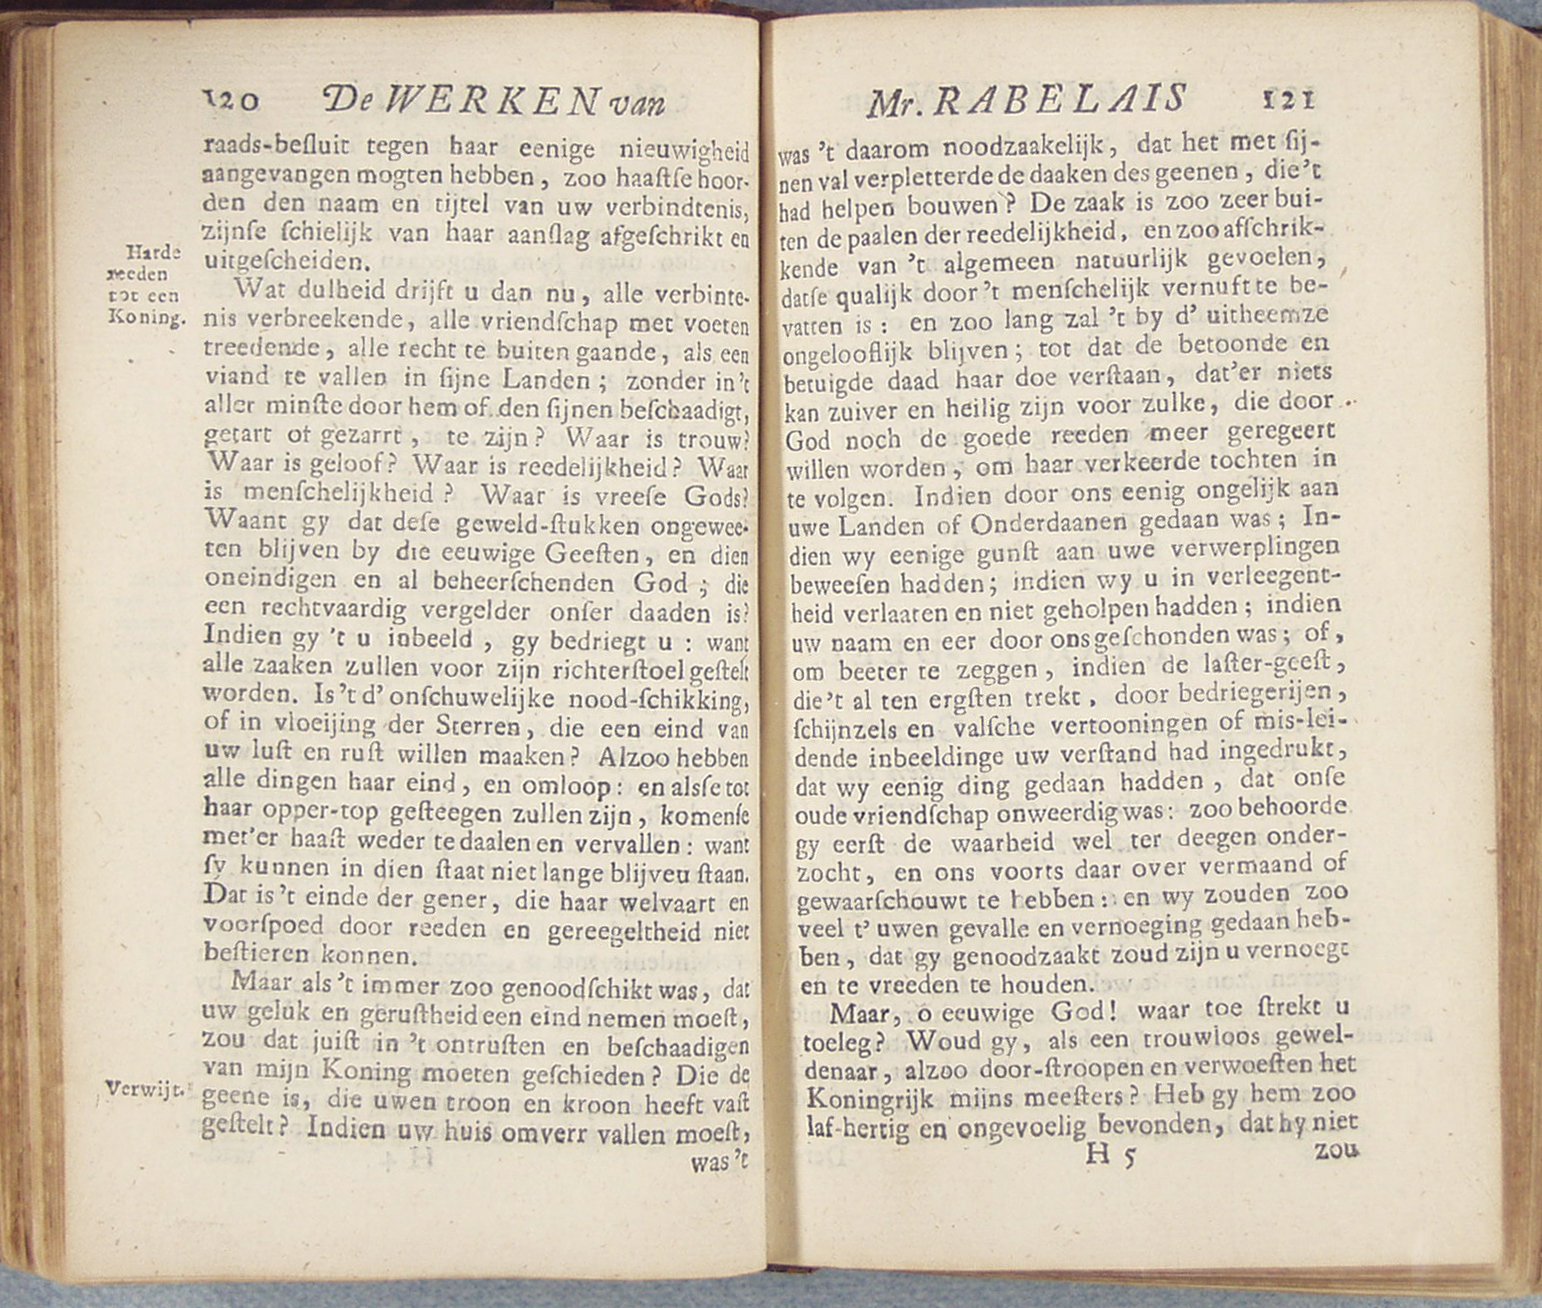 120 De WERKEN van
raads-beſluit tegen haar eenige nieuwigheid
aangevangen mogten hebben, zoo haaſtſe hoor-
den den naam en tijtel van uw verbindtenis,
zijnſe ſchielijk van haar aanſlag afgeſchrikt en
uitgeſcheiden.
Harde
reeden
tot een
Koning.
Wat dulheid drijft u dan nu, alle verbinte-
nis verbreekende, alle vriendſchap met voeten
treedende, alle recht te buiten gaande, als een
viand te vallen in ſijne Landen; zonder in't
aller minſte door hem of den ſijnen beſchaadigt,
getart of gezarrt, te zijn? Waar is trouw?
Waar is geloof? Waar is reedelijkheid? Waar
is menſchelijkheid? Waar is vreeſe Gods?
Waant gy dat deſe geweld-ſtukken ongewee-
ten blijven by die eeuwige Geeſten, en dien
oneindigen en al beheerſchenden God; die
een rechtvaardig vergelder onſer daaden is?
Indien gy 't u inbeeld, gy bedriegt u: want
alle zaaken zullen voor zijn richterſtoel geſtelt
worden. Is 't d' onſchuwelijke nood-ſchikking,
of in vloeijing der Sterren, die een eind van
uw luſt en ruſt willen maaken? Alzoo hebben
alle dingen haar eind, en omloop: en alsſe tot
haar opper-top geſteegen zullen zijn, komenſe
met'er haaſt weder te daalen en vervallen: want
ſy kunnen in dien ſtaat niet lange blijven ſtaan.
Dat is 't einde der gener, die haar welvaart en
voorſpoed door reeden en gereegeltheid niet
beſtieren konnen.
Maar als 't immer zoo genoodſchikt was, dat
uw geluk en geruſtheid een eind nemen moeſt,
zou dat juiſt in 't ontruſten en beſchaadigen
van mijn Koning moeten geſchieden? Die de
Verwijt.
geene is, die uwen troon en kroon heeft vaſt
geſtelt? Indien uw huis omverr vallen moeſt,
was 't
Mr. RABELAIS 121
was 't daarom noodzaakelijk, dat het met ſij-
nen val verpletterde de daaken des geenen, die't
had helpen bouwen? De zaak is zoo zeer bui-
ten de paalen der reedelijkheid, en zoo afſchrik-
kende van 't algemeen natuurlijk gevoelen,
datſe qualijk door 't menſchelijk vernuft te be-
vatten is: en zoo lang zal 't by d' uitheemze
ongelooflijk blijven; tot dat de betoonde en
betuigde daad haar doe verſtaan, dat'er niets
kan zuiver en heilig zijn voor zulke, die door
God noch de goede reeden meer geregeert
willen worden, om haar verkeerde tochten in
te volgen. Indien door ons eenig ongelijk aan
uwe Landen of Onderdaanen gedaan was; In-
dien wy eenige gunſt aan uwe verwerplingen
beweeſen hadden; indien wy u in verleegent-
heid verlaaten en niet geholpen hadden; indien
uw naam en eer door ons geſchonden was; of,
om beeter te zeggen, indien de laſter-geeſt,
die't al ten ergſten trekt, door bedriegerijen,
ſchijnzels en valſche vertooningen of mis-lei-
dende inbeeldinge uw verſtand had ingedrukt,
dat wy eenig ding gedaan hadden, dat onſe
oude vriendſchap onweerdig was: zoo behoorde
gy eerſt de waarheid wel ter deegen onder-
zocht, en ons voorts daar over vermaand of
gewaarſchouwt te hebben: en wy zouden zoo
veel t' uwen gevalle en vernoeging gedaan heb-
ben, dat gy genoodzaakt zoud zijn u vernoegt
en te vreeden te houden.
Maar, o eeuwige God! waar toe ſtrekt u
toeleg? Woud gy, als een trouwloos gewel-
denaar, alzoo door-ſtroopen en verwoeſten het
Koningrijk mijns meeſters? Heb gy hem zoo
laf-hertig en ongevoelig bevonden, dat hy niet
H 5 zou